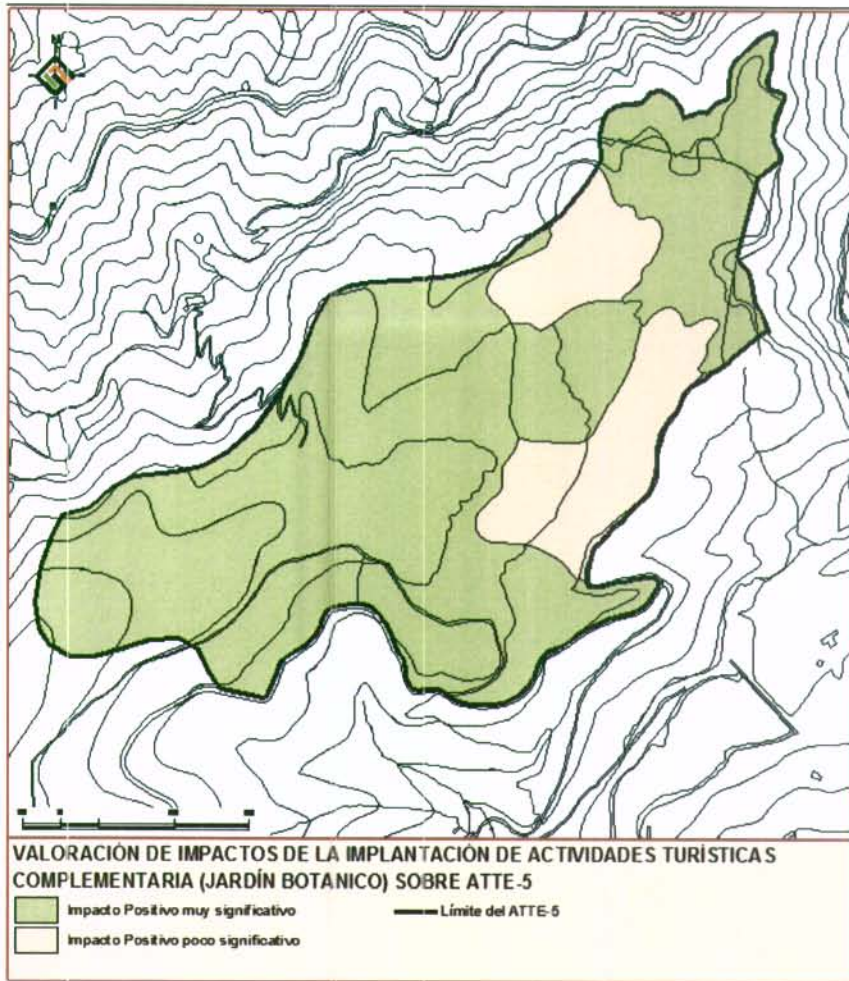 VALORACIÓN DE IMPACTOS DE LA IMPLANTACIÓN DE ACTIVIDADES TURÍSTICAS
COMPLEMENTARIA (JARDÍN BOTANICO) SOBRE ATTE-5
Impacto Positivo muy significativo
Límite del ATTE-5
Impacto Positivo poco significativo